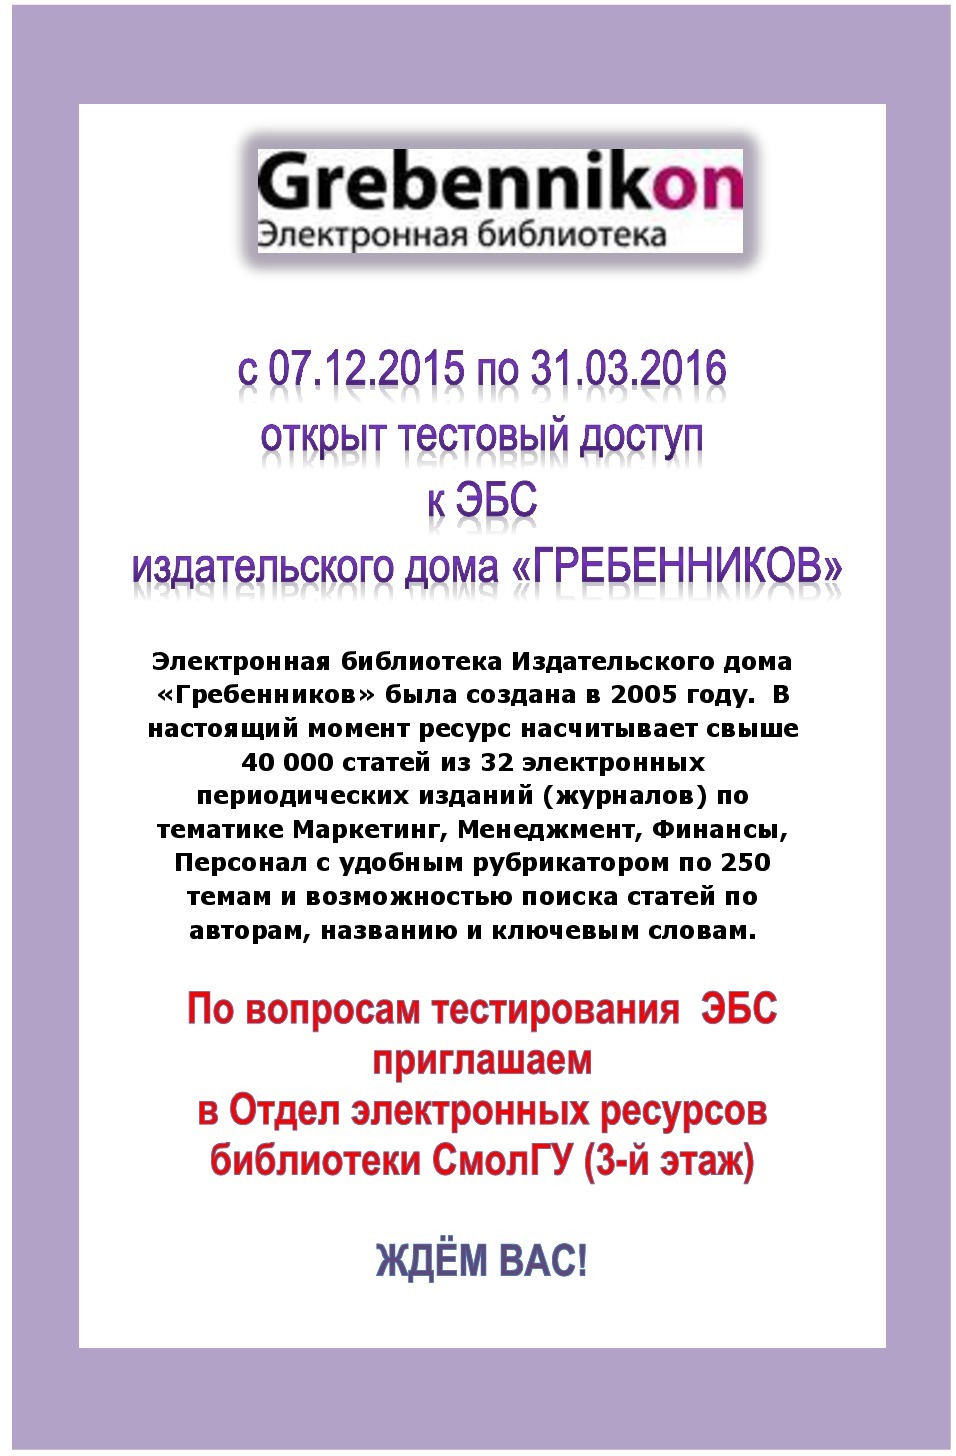 Grebennikon
Электронная библиотека
с 07.12.2015 по 31.03.2016
открыт тестовый доступ
к ЭБС
издательского дома «ГРЕБЕННИКОВ»
Электронная библиотека Издательского дома
«Гребенников» была создана в 2005 году.  В
настоящий момент ресурс насчитывает свыше
40 000 статей из 32 электронных
периодических изданий (журналов) по
тематике Маркетинг, Менеджмент, Финансы,
Персонал с удобным рубрикатором по 250
темам и возможностью поиска статей по
авторам, названию и ключевым словам.
По вопросам тестирования  ЭБС
приглашаем
в Отдел электронных ресурсов
библиотеки СмолГУ (3-й этаж)
ЖДЁМ ВАС!